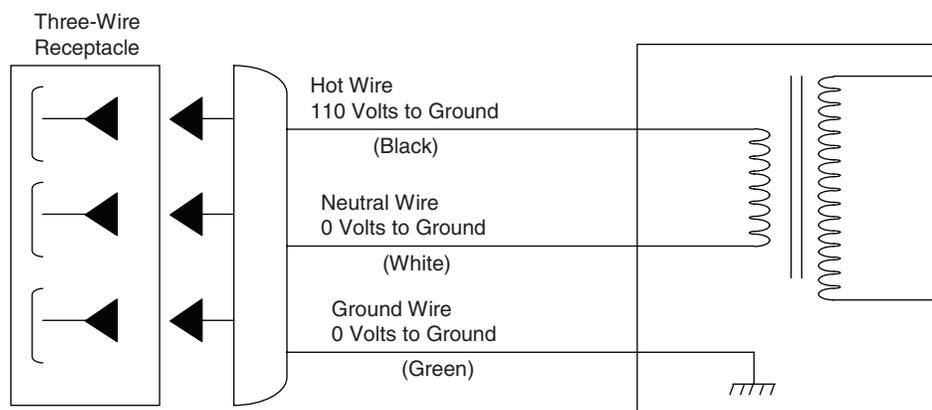 Three-Wire
Receptacle
Hot Wire
110 Volts to Ground
(Black)
Neutral Wire
0 Volts to Ground
(White)
Ground Wire
0 Volts to Ground
(Green)